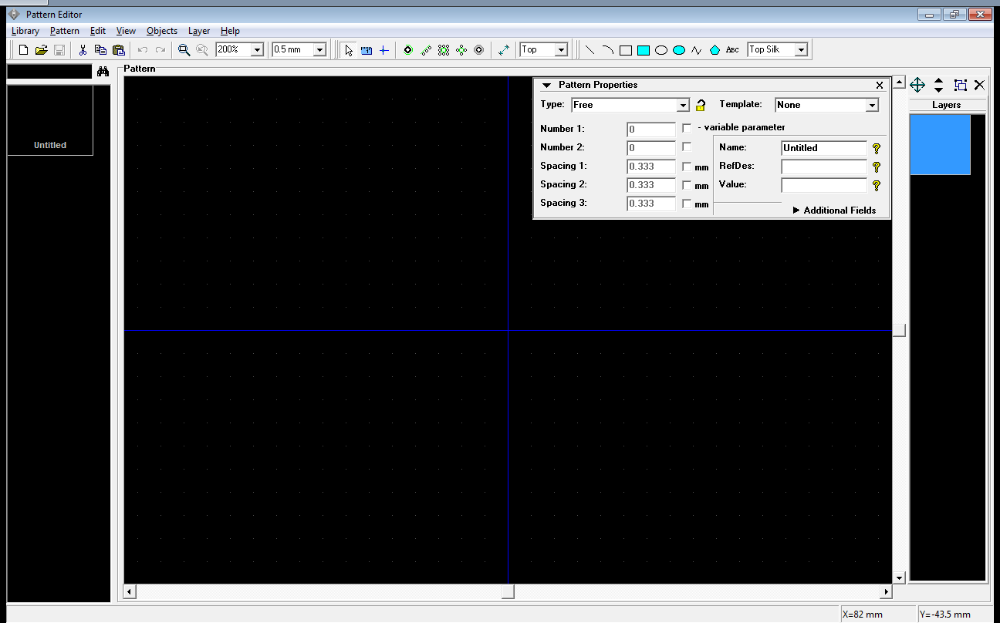 Pattern Editor
Library Pattern Edit View Objects Layer Help
200% 0.5 mm Top ABC Top Silk
Pattern
Untitled
Pattern Properties
Type: Free Template: None
Number 1: 0 - variable parameter
Number 2: 0 Name: Untitled
Spacing 1: 0.333 mm RefDes:
Spacing 2: 0.333 mm Value:
Spacing 3: 0.333 mm
Additional Fields
Layers
X=82 mm Y=-43.5 mm